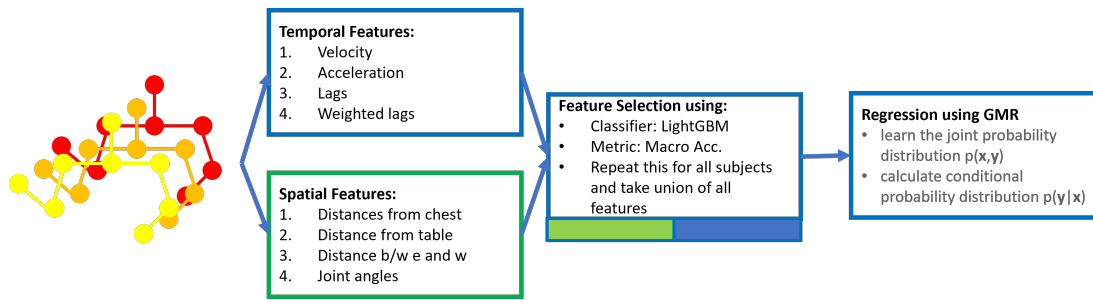 Temporal Features:
1. Velocity
2. Acceleration
3. Lags
4. Weighted lags
Spatial Features:
1. Distances from chest
2. Distance from table
3. Distance b/w e and w
4. Joint angles
Feature Selection using:
• Classifier: LightGBM
• Metric: Macro Acc.
• Repeat this for all subjects
and take union of all
features
Regression using GMR
• learn the joint probability
distribution p(x,y)
• calculate conditional
probability distribution p(y|x)